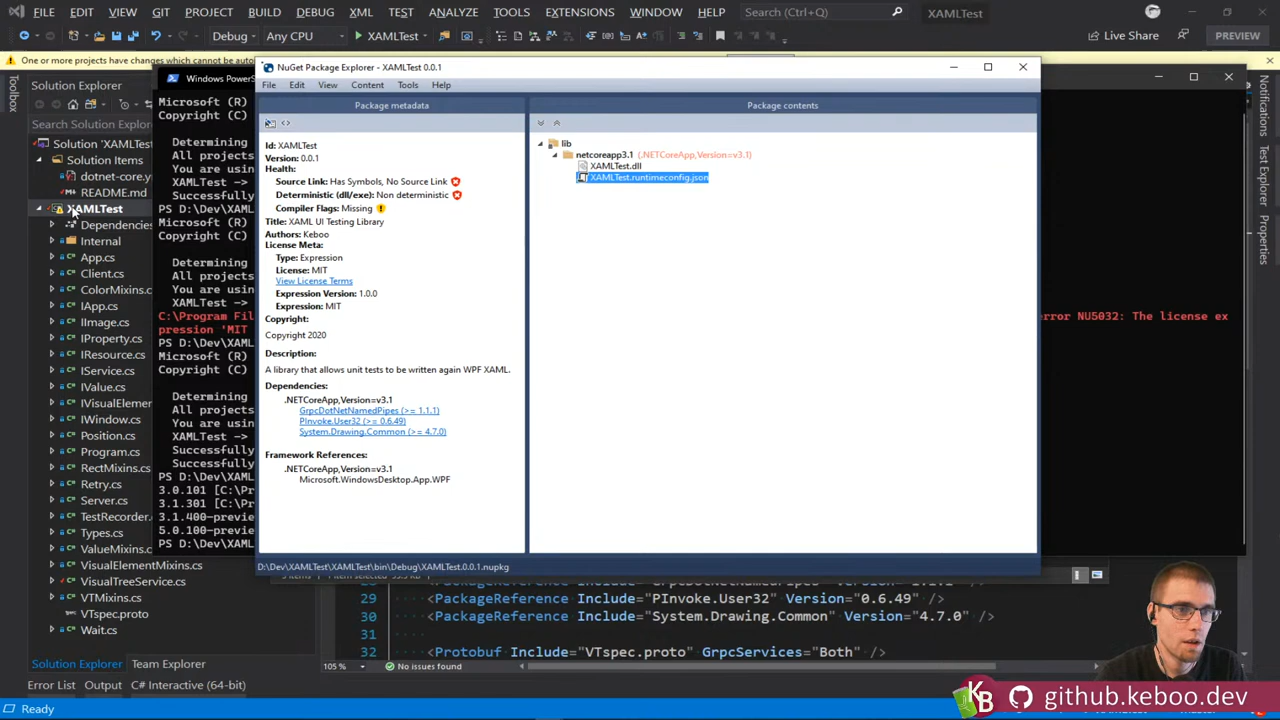 FILE EDIT VIEW GIT PROJECT BUILD DEBUG XML TEST ANALYZE TOOLS EXTENSIONS WINDOW HELP Search (Ctrl+Q) XAMLTest
Debug Any CPU XAMLTest Live Share PREVIEW
One or more projects have changes which cannot be auto
Toolbox
Solution Explorer
Search Solution Explo
Solution 'XAMLTest'
Solution Items
dotnet-core.y
README.md
XAMLTest
Dependencies
Internal
App.cs
Client.cs
ColorMixins.c
IApp.cs
IImage.cs
IProperty.cs
IResource.cs
IService.cs
IValue.cs
IVisualElement
IWindow.cs
Position.cs
Program.cs
RectMixins.cs
Retry.cs
Server.cs
TestRecorder.c
Types.cs
ValueMixins.cs
VisualElementMixins.cs
VisualTreeService.cs
VTMixins.cs
VTspec.proto
Wait.cs
Solution Explorer Team Explorer
Error List Output C# Interactive (64-bit)
Ready
Windows PowerS
Microsoft (R)
Copyright (C)
Determining
All projects
You are usin
XAMLTest ->
Successfully
PS D:\Dev\XAML
Microsoft (R)
Copyright (C)
Determining
All projects
You are usin
XAMLTest ->
C:\Program Fil
error NU5032: The license ex
pression 'MIT
PS D:\Dev\XAML
Microsoft (R)
Copyright (C)
Determining
All projects
You are usin
XAMLTest ->
Successfully
Successfully
PS D:\Dev\XAML
3.0.101 [C:\Pr
3.1.301 [C:\Pr
3.1.400-previe
5.0.100-previe
PS D:\Dev\XAML
NuGet Package Explorer - XAMLTest 0.0.1
File Edit View Content Tools Help
Package metadata
Id: XAMLTest
Version: 0.0.1
Health:
Source Link: Has Symbols, No Source Link
Deterministic (dll/exe): Non deterministic
Compiler Flags: Missing
Title: XAML UI Testing Library
Authors: Keboo
License Meta:
Type: Expression
License: MIT
View License Terms
Expression Version: 1.0.0
Expression: MIT
Copyright:
Copyright 2020
Description:
A library that allows unit tests to be written again WPF XAML.
Dependencies:
.NETCoreApp,Version=v3.1
GrpcDotNetNamedPipes (>= 1.1.1)
PInvoke.User32 (>= 0.6.49)
System.Drawing.Common (>= 4.7.0)
Framework References:
.NETCoreApp,Version=v3.1
Microsoft.WindowsDesktop.App.WPF
Package contents
lib
netcoreapp3.1 (.NETCoreApp,Version=v3.1)
XAMLTest.dll
XAMLTest.runtimeconfig.json
D:\Dev\XAMLTest\XAMLTest\bin\Debug\XAMLTest.0.0.1.nupkg
29 <PackageReference Include="PInvoke.User32" Version="0.6.49" />
30 <PackageReference Include="System.Drawing.Common" Version="4.7.0" />
31
32 <Protobuf Include="VTspec.proto" GrpcServices="Both" />
105 % No issues found
Notifications
Test
Properties
KB github.keboo.dev